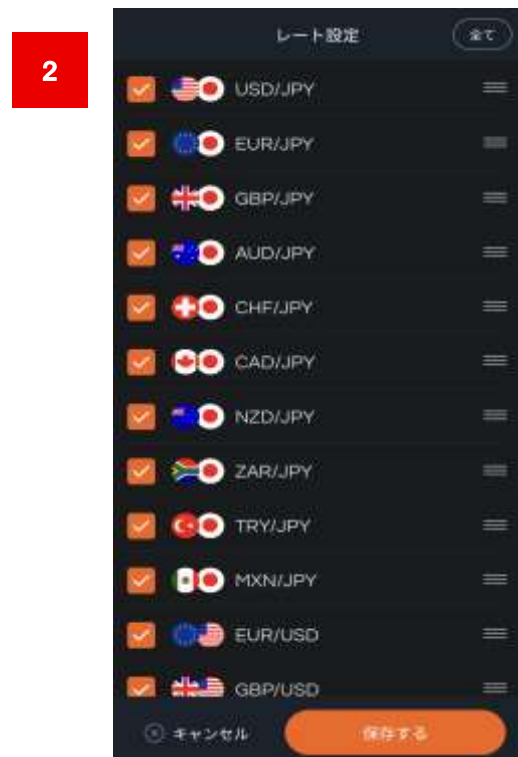 2
レート設定
全て
USD/JPY
EUR/JPY
GBP/JPY
AUD/JPY
CHF/JPY
CAD/JPY
NZD/JPY
ZAR/JPY
TRY/JPY
MXN/JPY
EUR/USD
GBP/USD
キャンセル
保存する